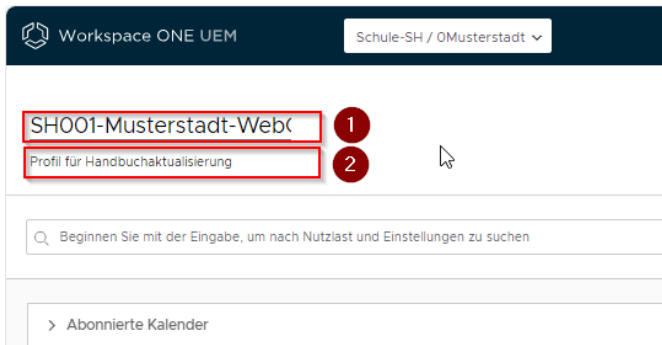 Workspace ONE UEM
Schule-SH / 0Musterstadt
SH001-Musterstadt-Web
1
Profil für Handbuchaktualisierung
2
Beginnen Sie mit der Eingabe, um nach Nutzlast und Einstellungen zu suchen
Abonnierte Kalender